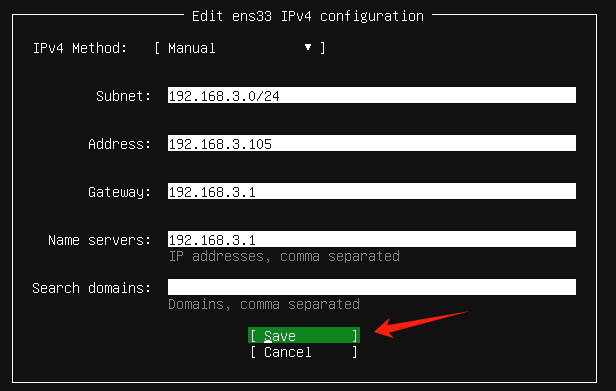 Edit ens33 IPv4 configuration
IPv4 Method: [ Manual ▼ ]
Subnet: 192.168.3.0/24
Address: 192.168.3.105
Gateway: 192.168.3.1
Name servers: 192.168.3.1
IP addresses, comma separated
Search domains:
Domains, comma separated
[ Save ]
[ Cancel ]